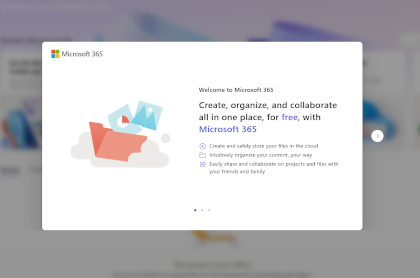 Microsoft 365
Welcome to Microsoft 365
Create, organize, and collaborate
all in one place, for free, with
Microsoft 365
Create and safely store your files in the cloud
Intuitively organize your content, your way
Easily share and collaborate on projects and files with
your friends and family